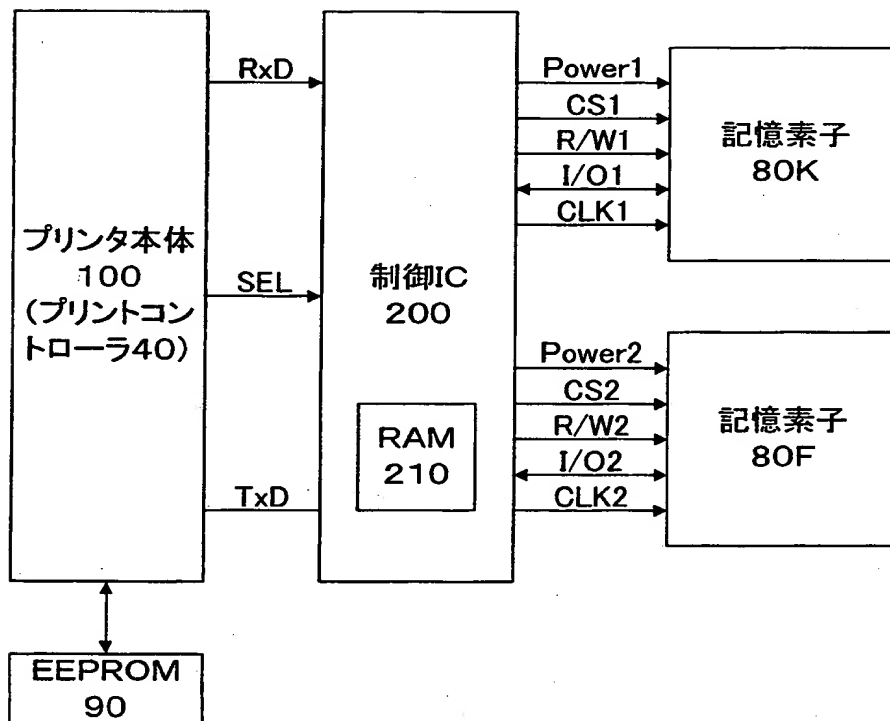 プリンタ本体
100
(プリントコン
トローラ40)
RxD
SEL
TxD
制御IC
200
RAM
210
Power1
CS1
R/W1
I/O1
CLK1
記憶素子
80K
Power2
CS2
R/W2
I/O2
CLK2
記憶素子
80F
EEPROM
90